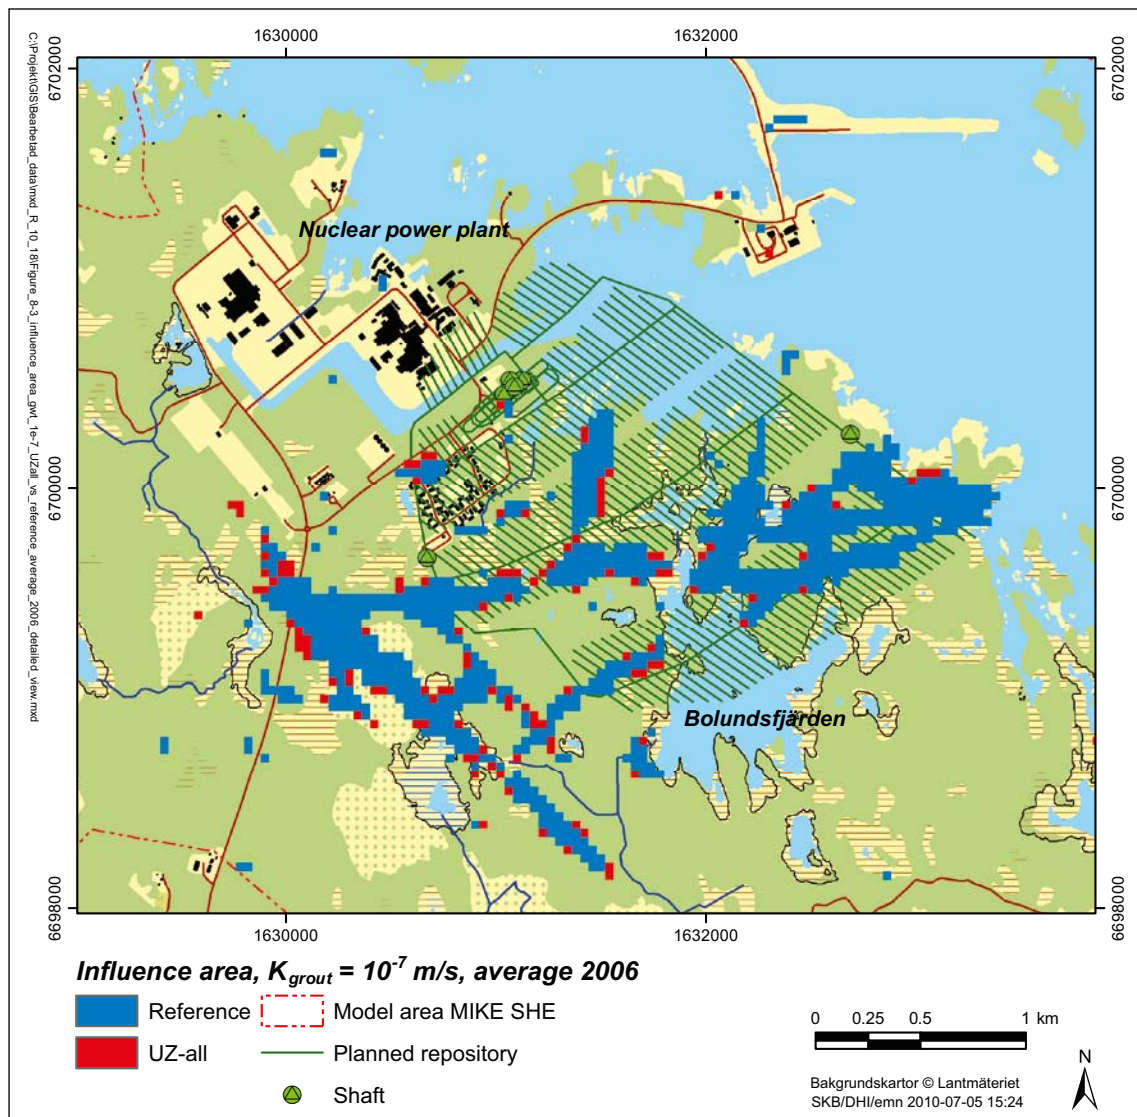 1630000
1632000
6702000
6702000
C:\Projekt\GIS\Bearbetad_data\mxd_R_10_18\Figure_8-3_influence_area_gwt_1e-7_UZall_vs_reference_average_2006_detailed_view.mxd
Nuclear power plant
6700000
6700000
Bolundsfjärden
6698000
6698000
1630000
1632000
Influence area, Kgrout = 10-7 m/s, average 2006
Reference
Model area MIKE SHE
UZ-all
Planned repository
Shaft
0 0.25 0.5 1 km
Bakgrundskartor © Lantmäteriet
SKB/DHI/emn 2010-07-05 15:24
N